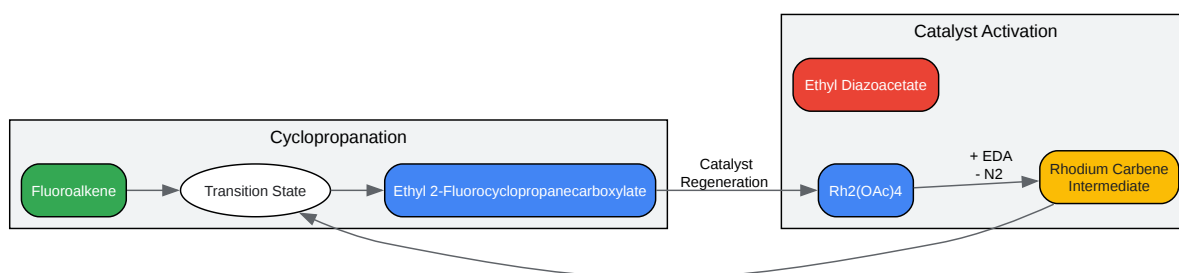 Catalyst Activation
Ethyl Diazoacetate
Cyclopropanation
Fluoroalkene
Transition State
Ethyl 2-Fluorocyclopropanecarboxylate
Catalyst
Regeneration
Rh2(OAc)4
+ EDA
- N2
Rhodium Carbene
Intermediate